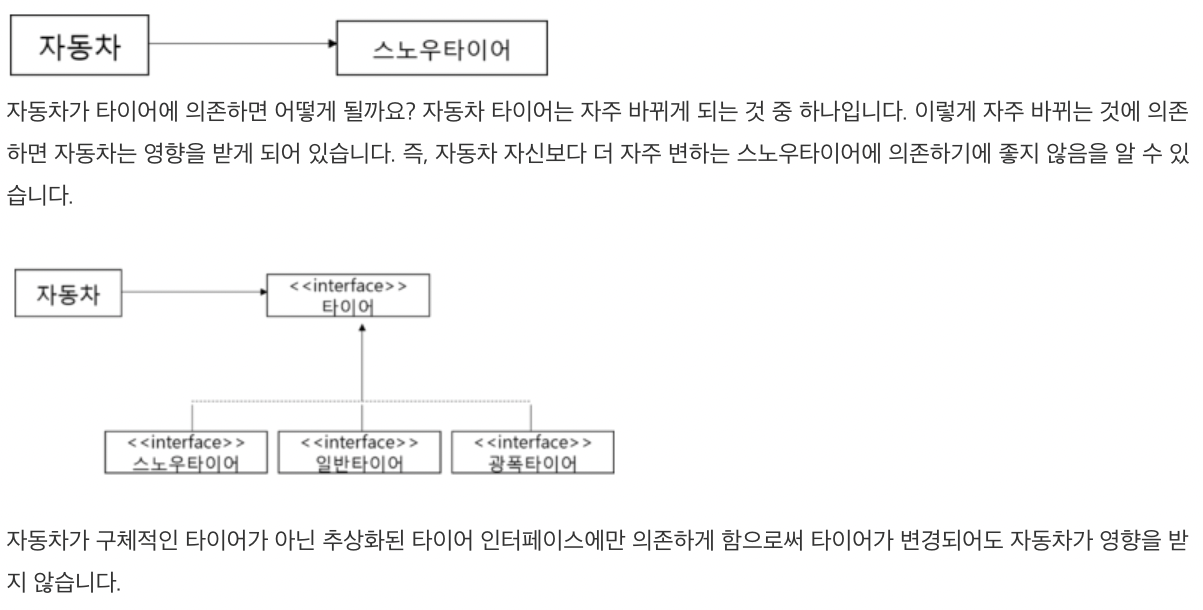 자동차
스노우타이어
자동차가 타이어에 의존하면 어떻게 될까요? 자동차 타이어는 자주 바뀌게 되는 것 중 하나입니다. 이렇게 자주 바뀌는 것에 의존
하면 자동차는 영향을 받게 되어 있습니다. 즉, 자동차 자신보다 더 자주 변하는 스노우타이어에 의존하기에 좋지 않음을 알 수 있
습니다.
자동차
<<interface>>
타이어
<<interface>>
스노우타이어
<<interface>>
일반타이어
<<interface>>
광폭타이어
자동차가 구체적인 타이어가 아닌 추상화된 타이어 인터페이스에만 의존하게 함으로써 타이어가 변경되어도 자동차가 영향을 받
지 않습니다.